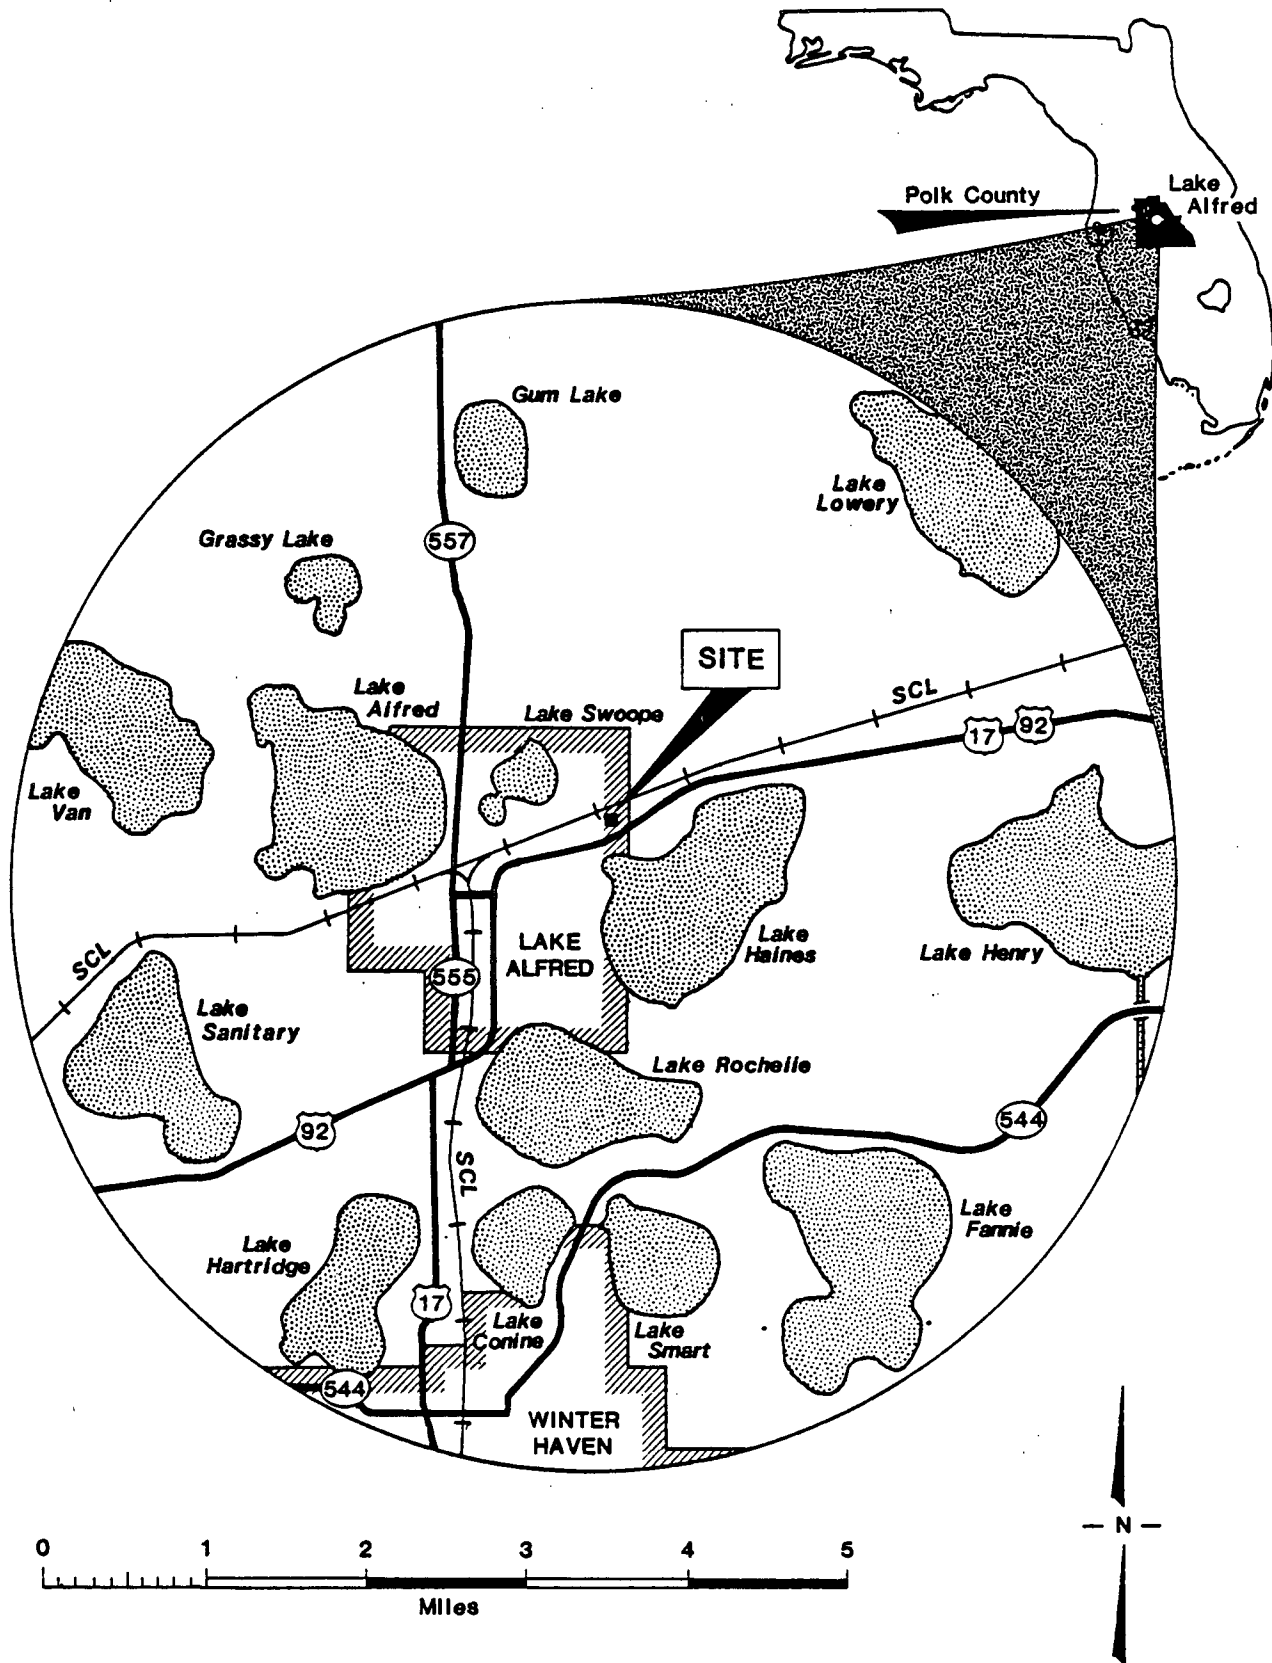 Polk County
Lake
Alfred
Gum Lake
Lake
Lowery
557
Grassy Lake
SITE
Lake
Alfred
Lake Swoope
SCL
17
92
Lake
Van
SCL
LAKE
ALFRED
Lake
Haines
Lake Henry
555
Lake
Sanitary
Lake Rochelle
92
544
SCL
Lake
Fannie
Lake
Hartridge
17
Lake
Conine
Lake
Smart
544
WINTER
HAVEN
N
0 1 2 3 4 5
Miles